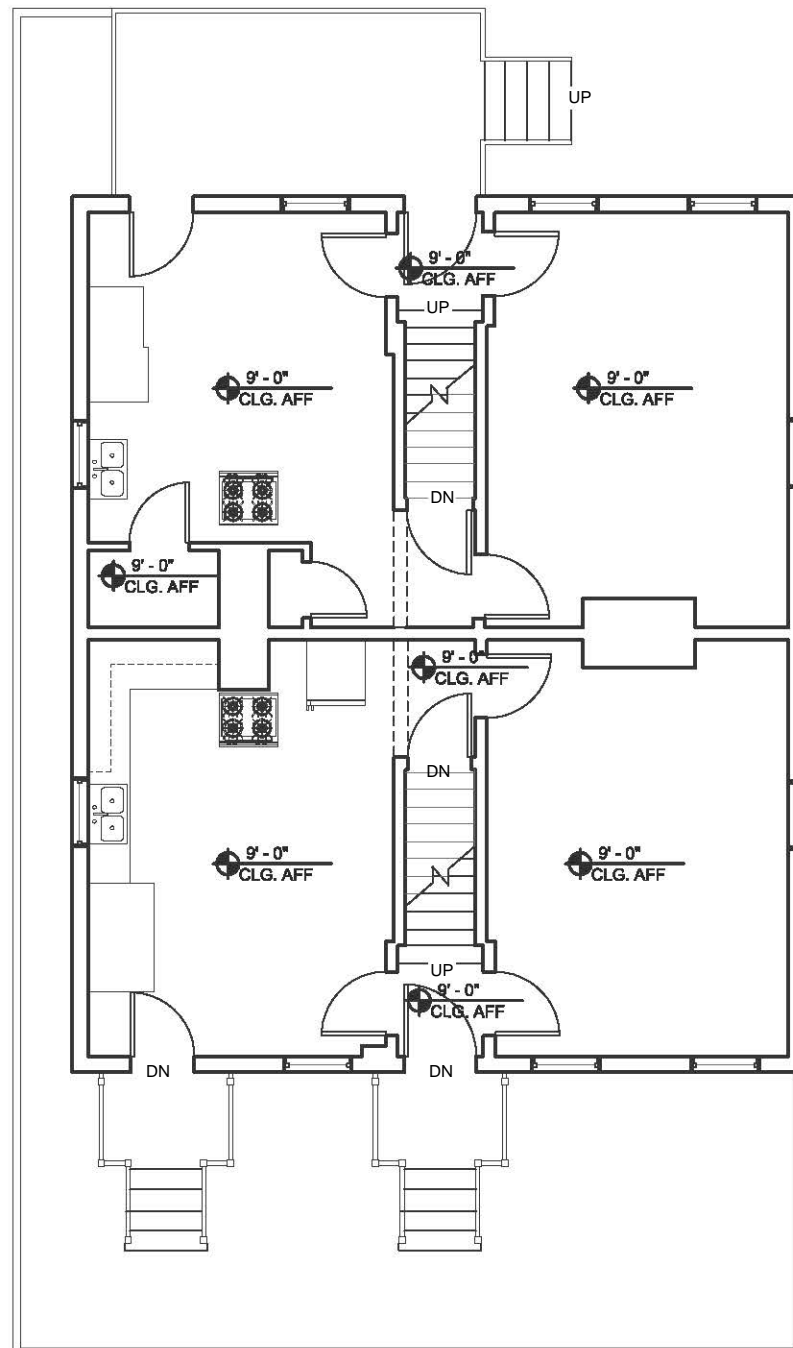 UP
9' - 0"
CLG. AFF
UP
9' - 0"
CLG. AFF
9' - 0"
CLG. AFF
DN
9' - 0"
CLG. AFF
9' - 0"
CLG. AFF
DN
9' - 0"
CLG. AFF
9' - 0"
CLG. AFF
UP
9' - 0"
CLG. AFF
DN
DN